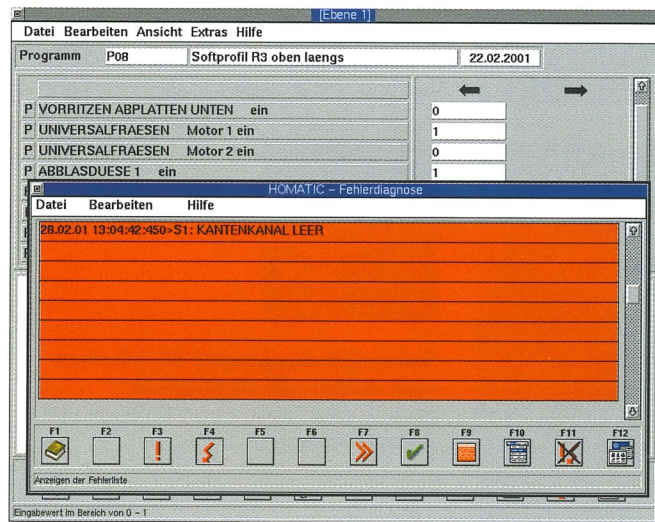 [Ebene 1]
Datei Bearbeiten Ansicht Extras Hilfe
Programm P08 Softprofil R3 oben laengs 22.02.2001
P VORRITZEN ABPLATTEN UNTEN ein 0
P UNIVERSALFRAESEN Motor 1 ein 1
P UNIVERSALFRAESEN Motor 2 ein 0
P ABBLASDUESE 1 ein 1
HOMATIC – Fehlerdiagnose
Datei Bearbeiten Hilfe
28.02.01 13:04:42:450>S1: KANTENKANAL LEER
F1 F2 F3 F4 F5 F6 F7 F8 F9 F10 F11 F12
Anzeigen der Fehlerliste
Eingabewert im Bereich von 0 – 1